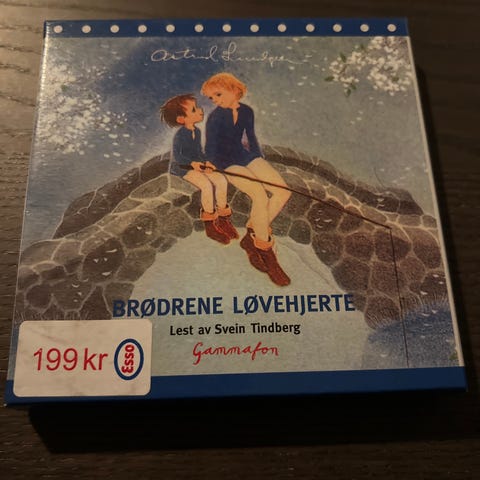 Astrid Lindgren
BRØDRENE LØVEHJERTE
Lest av Svein Tindberg
Gammafon
199 kr
Esso